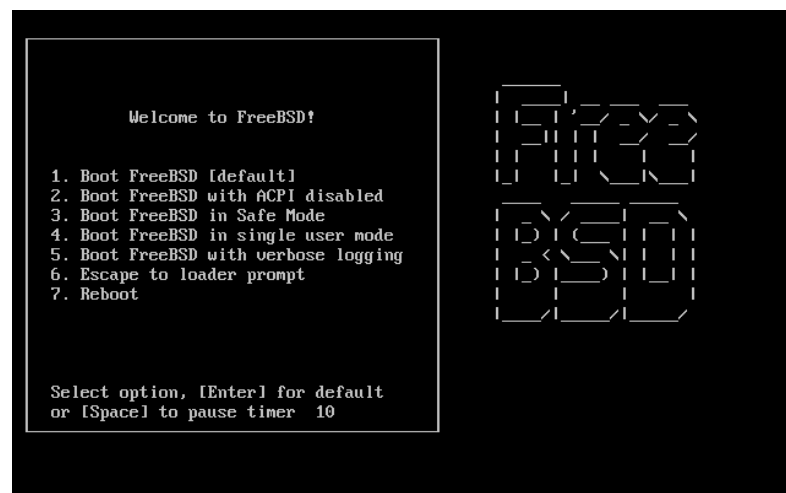 Welcome to FreeBSD!
1. Boot FreeBSD [default]
2. Boot FreeBSD with ACPI disabled
3. Boot FreeBSD in Safe Mode
4. Boot FreeBSD in single user mode
5. Boot FreeBSD with verbose logging
6. Escape to loader prompt
7. Reboot
Select option, [Enter] for default
or [Space] to pause timer  10
Free
BSD